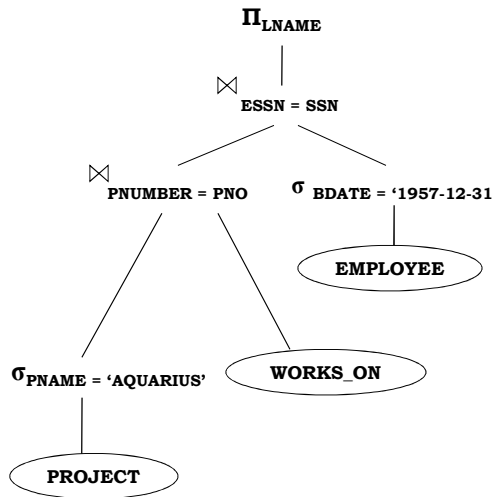 Π LNAME
⋈ ESSN = SSN
⋈ PNUMBER = PNO
σ BDATE = ‘1957-12-31
EMPLOYEE
σ PNAME = ‘AQUARIUS’
WORKS_ON
PROJECT